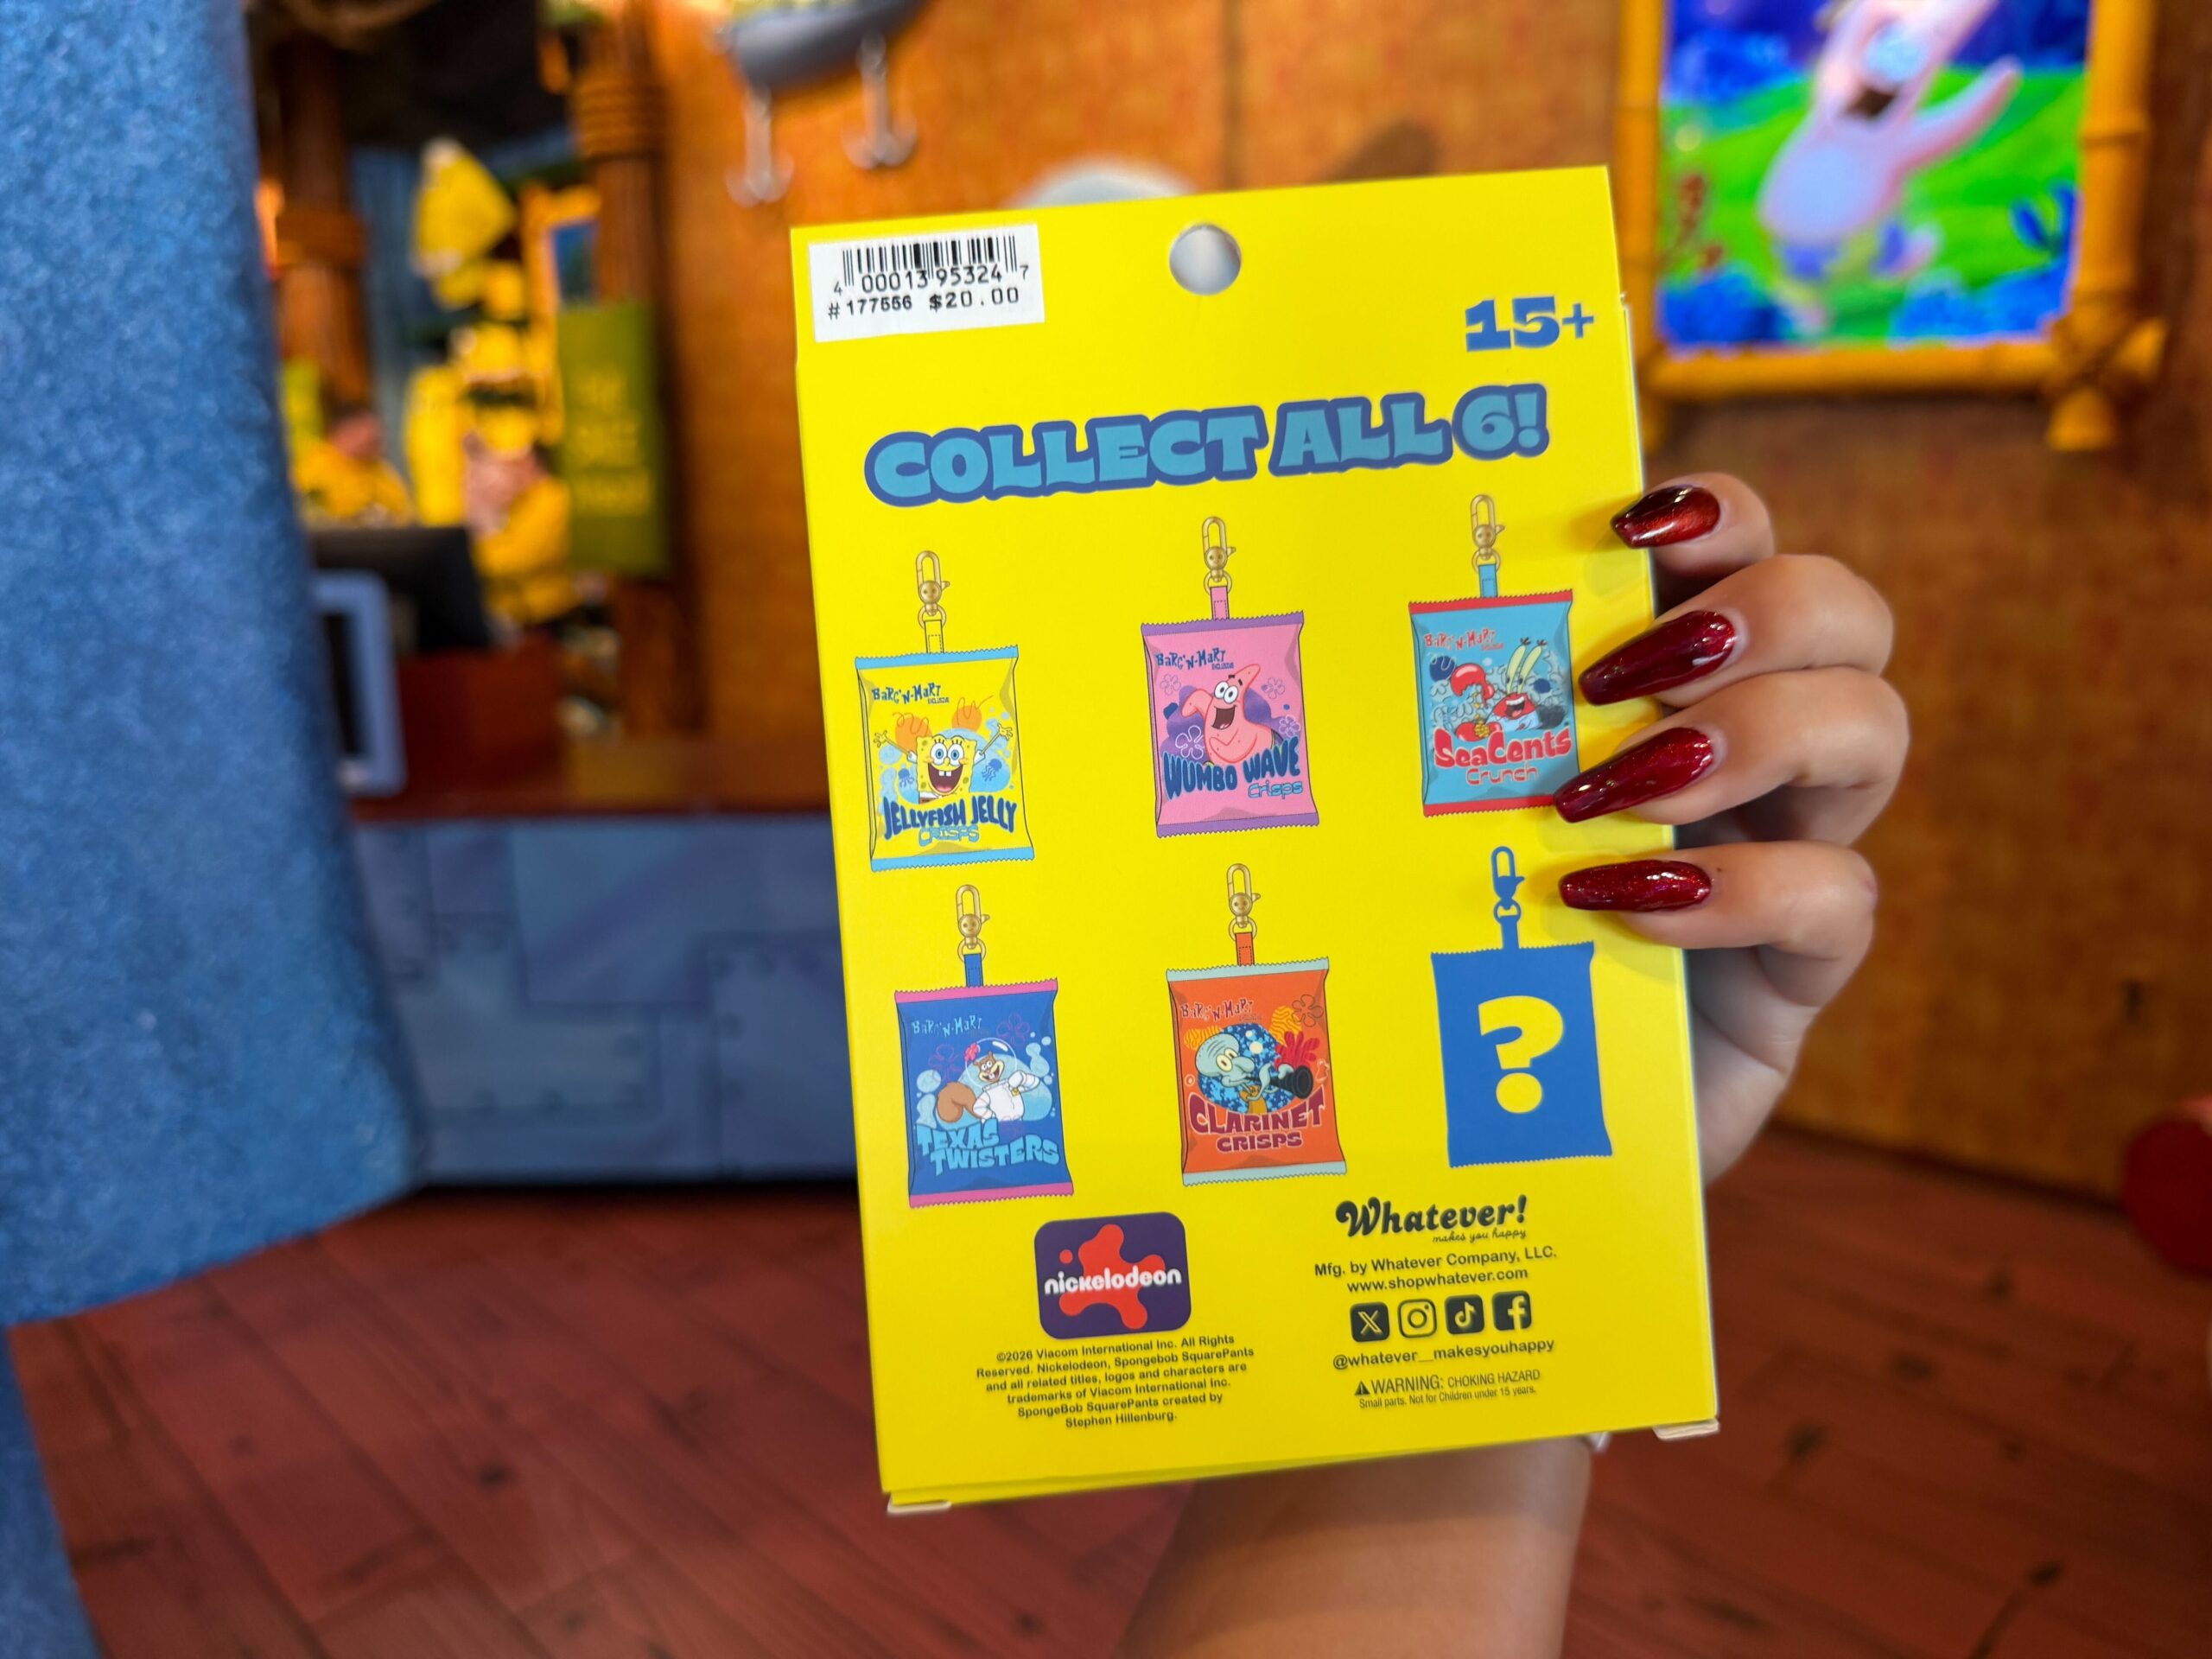 4 00013 95324 7
# 177556 $20.00
15+
COLLECT ALL 6!
BARG'N-MART
JELLYFISH JELLY
CRISPS
BARG'N-MART
WUMBO WAVE
Crisps
BARG'N-MART
SeaCents
Crunch
BARG'N-MART
TEXAS
TWISTERS
BARG'N-MART
CLARINET
CRISPS
?
nickelodeon
©2026 Viacom International Inc. All Rights
Reserved. Nickelodeon, Spongebob SquarePants
and all related titles, logos and characters are
trademarks of Viacom International Inc.
SpongeBob SquarePants created by
Stephen Hillenburg.
Whatever!
makes you happy
Mfg. by Whatever Company, LLC.
www.shopwhatever.com
@whatever__makesyouhappy
WARNING: CHOKING HAZARD
Small parts. Not for Children under 15 years.